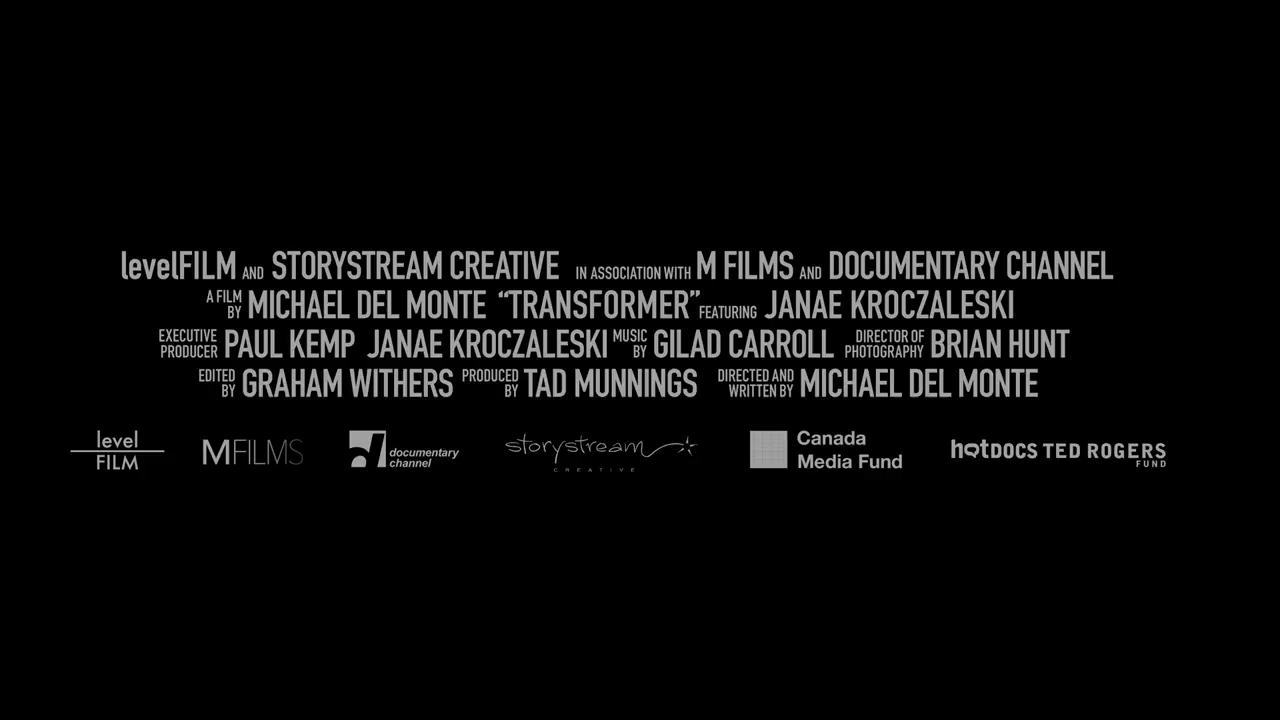 levelFILM AND STORYSTREAM CREATIVE IN ASSOCIATION WITH M FILMS AND DOCUMENTARY CHANNEL
A FILM BY MICHAEL DEL MONTE “TRANSFORMER” FEATURING JANAE KROCZALESKI
EXECUTIVE PRODUCER PAUL KEMP JANAE KROCZALESKI MUSIC BY GILAD CARROLL DIRECTOR OF PHOTOGRAPHY BRIAN HUNT
EDITED BY GRAHAM WITHERS PRODUCED BY TAD MUNNINGS DIRECTED AND WRITTEN BY MICHAEL DEL MONTE
level
FILM
MFILMS
documentary
channel
storystream
CREATIVE
Canada
Media Fund
hotDOCS TED ROGERS
FUND